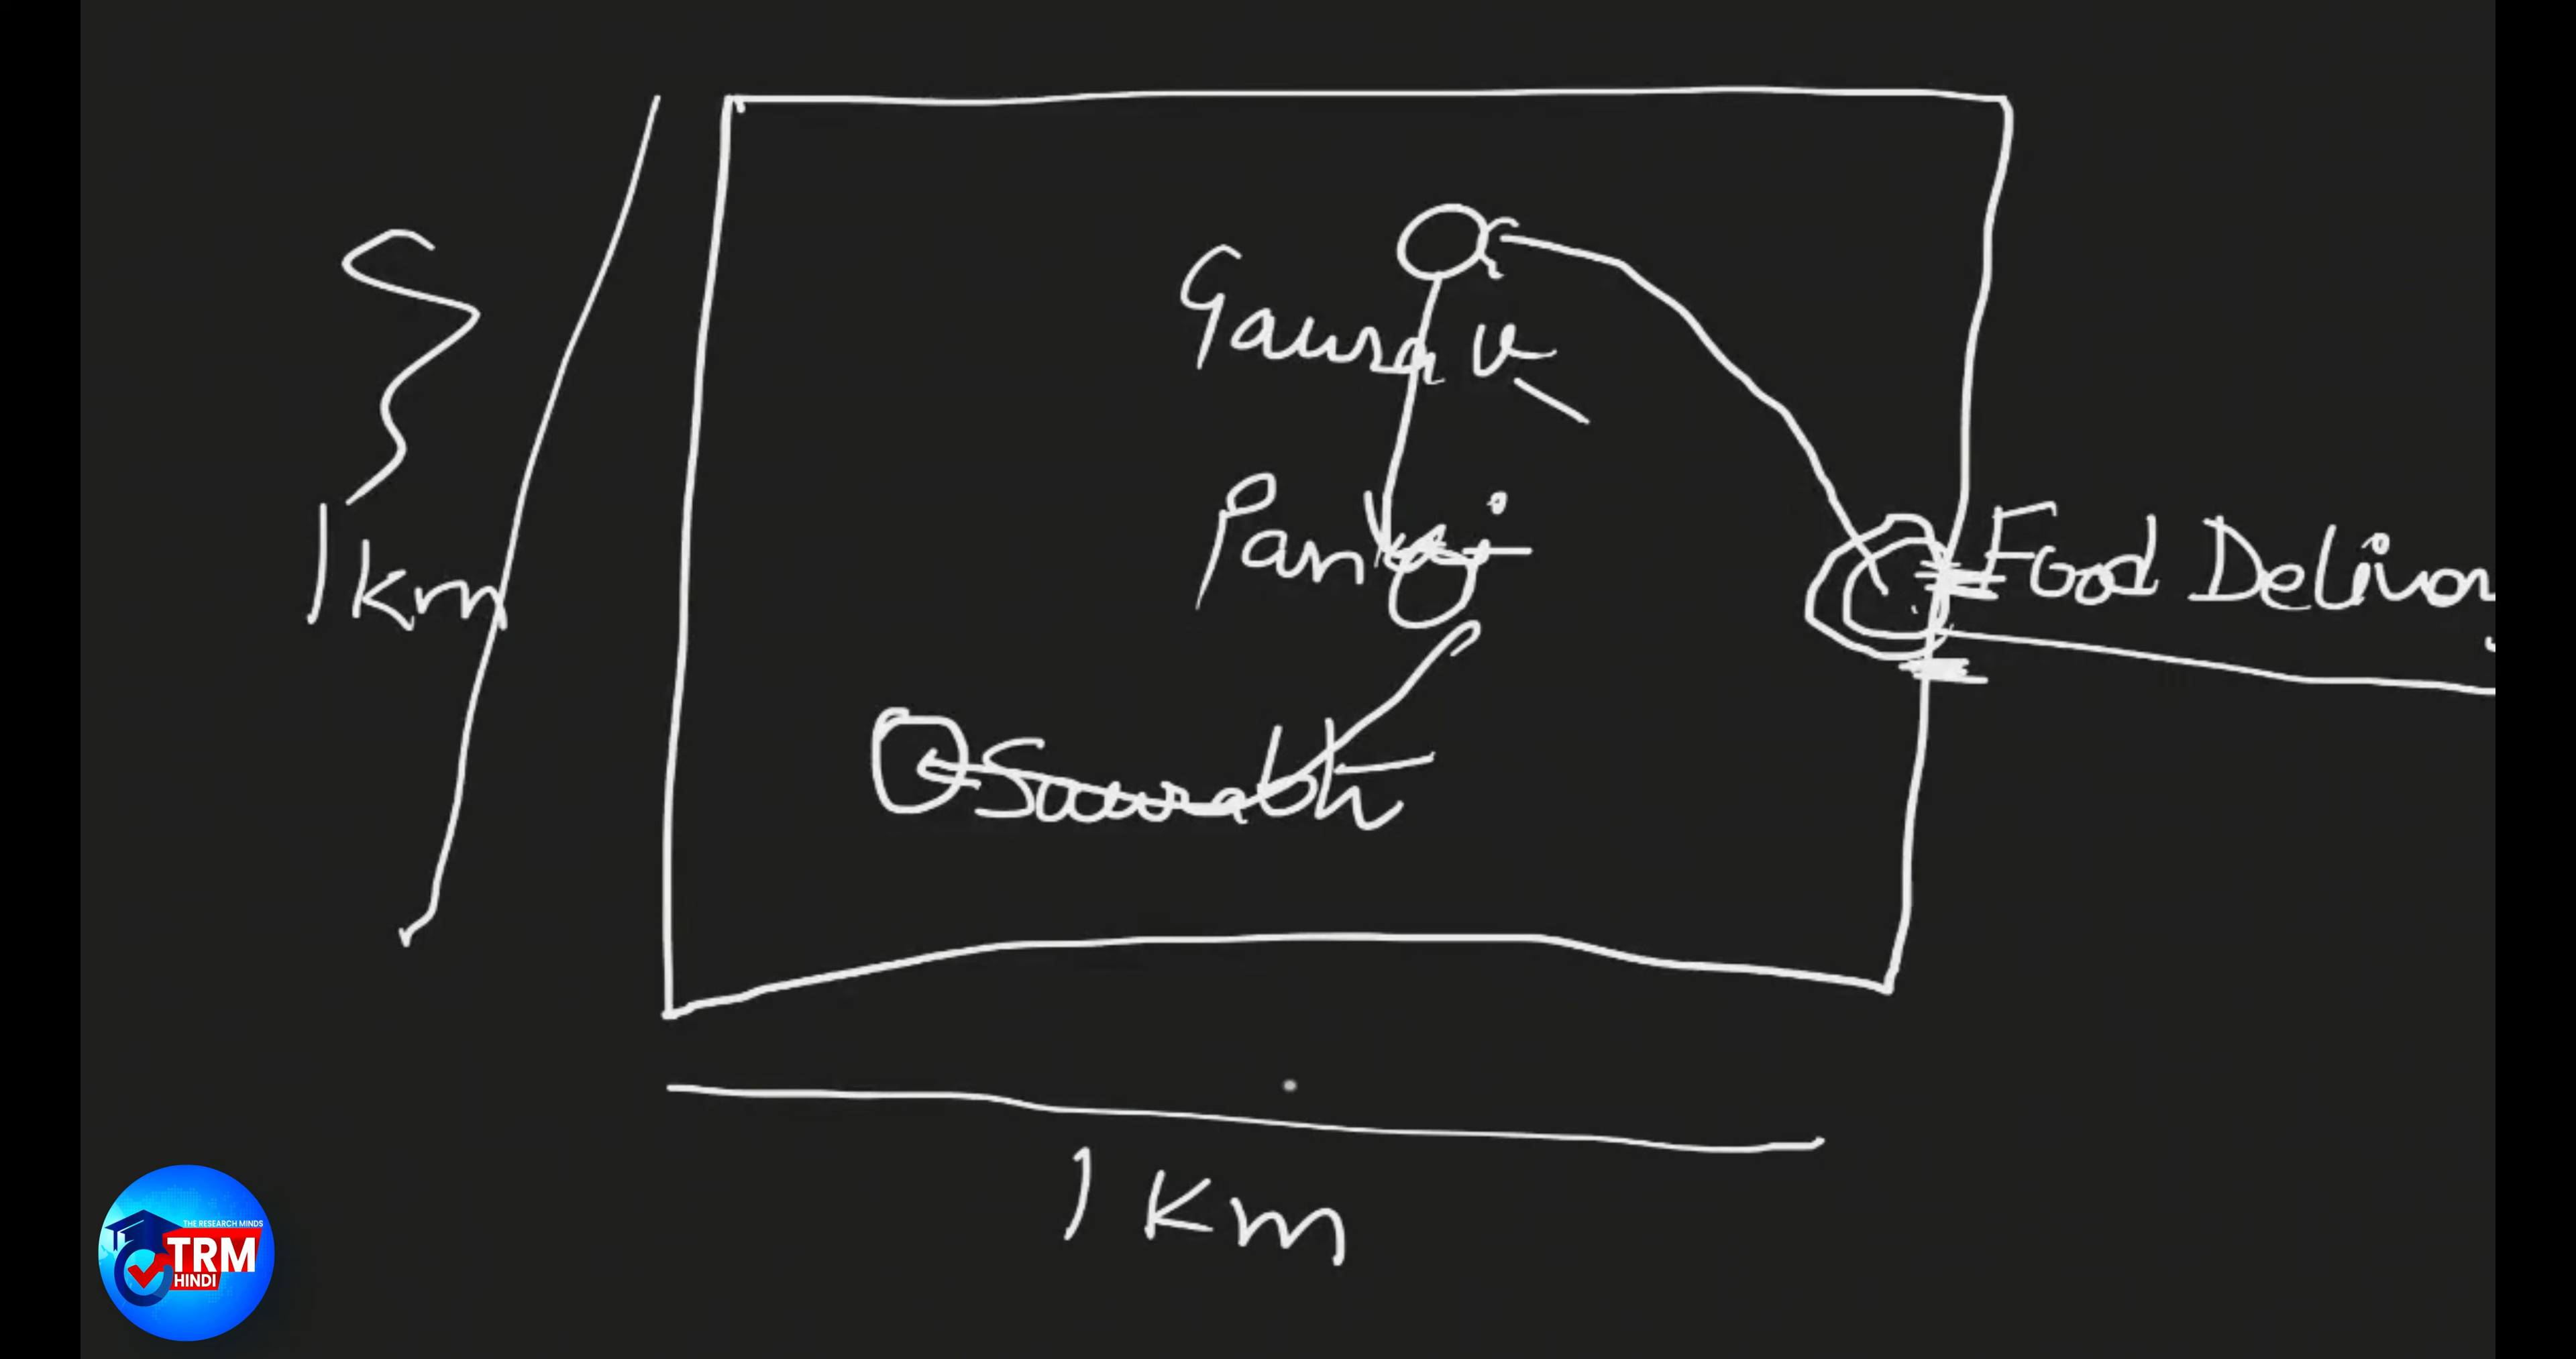 Gaurav
Pankaj
Food Delivery
1km
Saurabh
1 Km
THE RESEARCH MINDS
TRM
HINDI